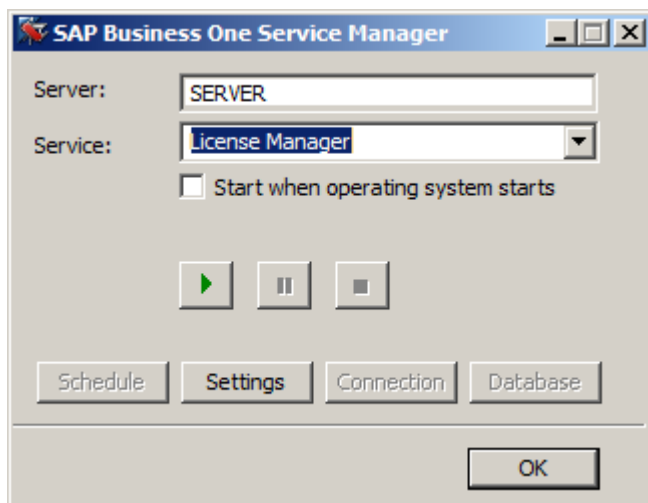 SAP Business One Service Manager
Server: SERVER
Service: License Manager
Start when operating system starts
Schedule Settings Connection Database
OK